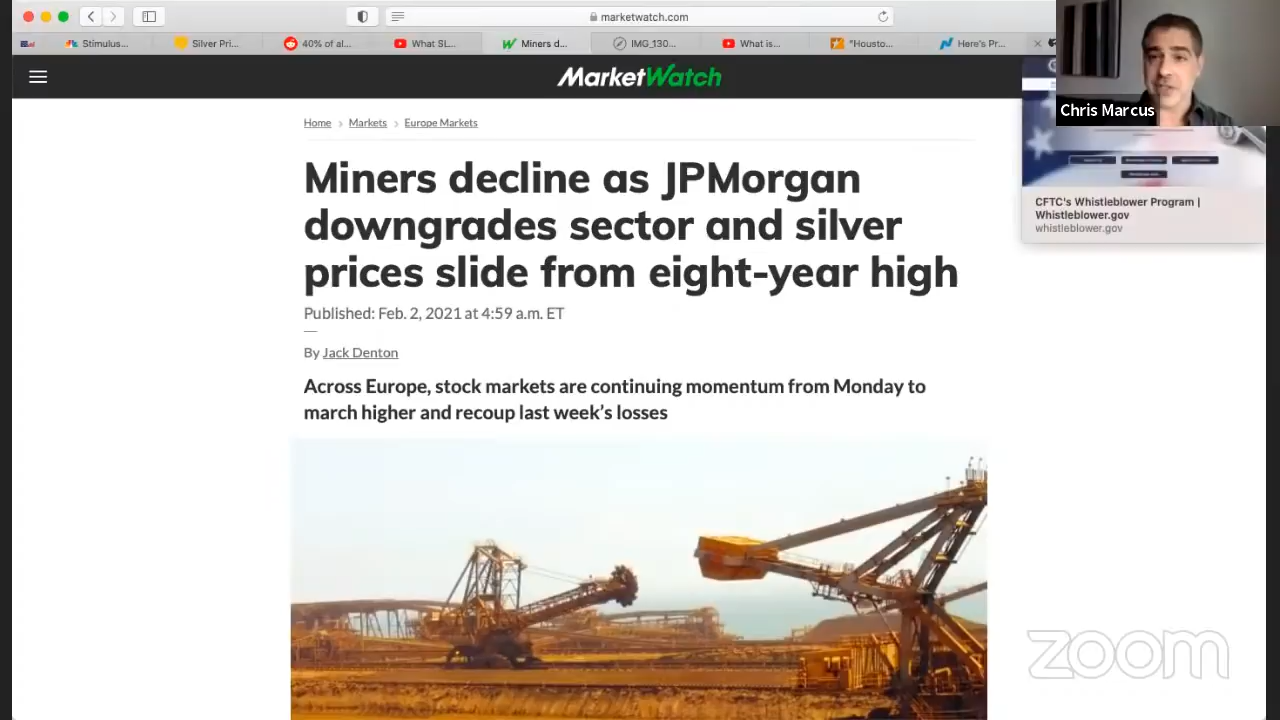 marketwatch.com
Stimulus...
Silver Pri...
40% of al...
What SL...
Miners d...
IMG_130...
What is...
"Housto...
Here's Pr...
MarketWatch
Chris Marcus
Home > Markets > Europe Markets
Miners decline as JPMorgan
downgrades sector and silver
prices slide from eight-year high
Published: Feb. 2, 2021 at 4:59 a.m. ET
By Jack Denton
Across Europe, stock markets are continuing momentum from Monday to
march higher and recoup last week's losses
CFTC's Whistleblower Program |
Whistleblower.gov
whistleblower.gov
zoom